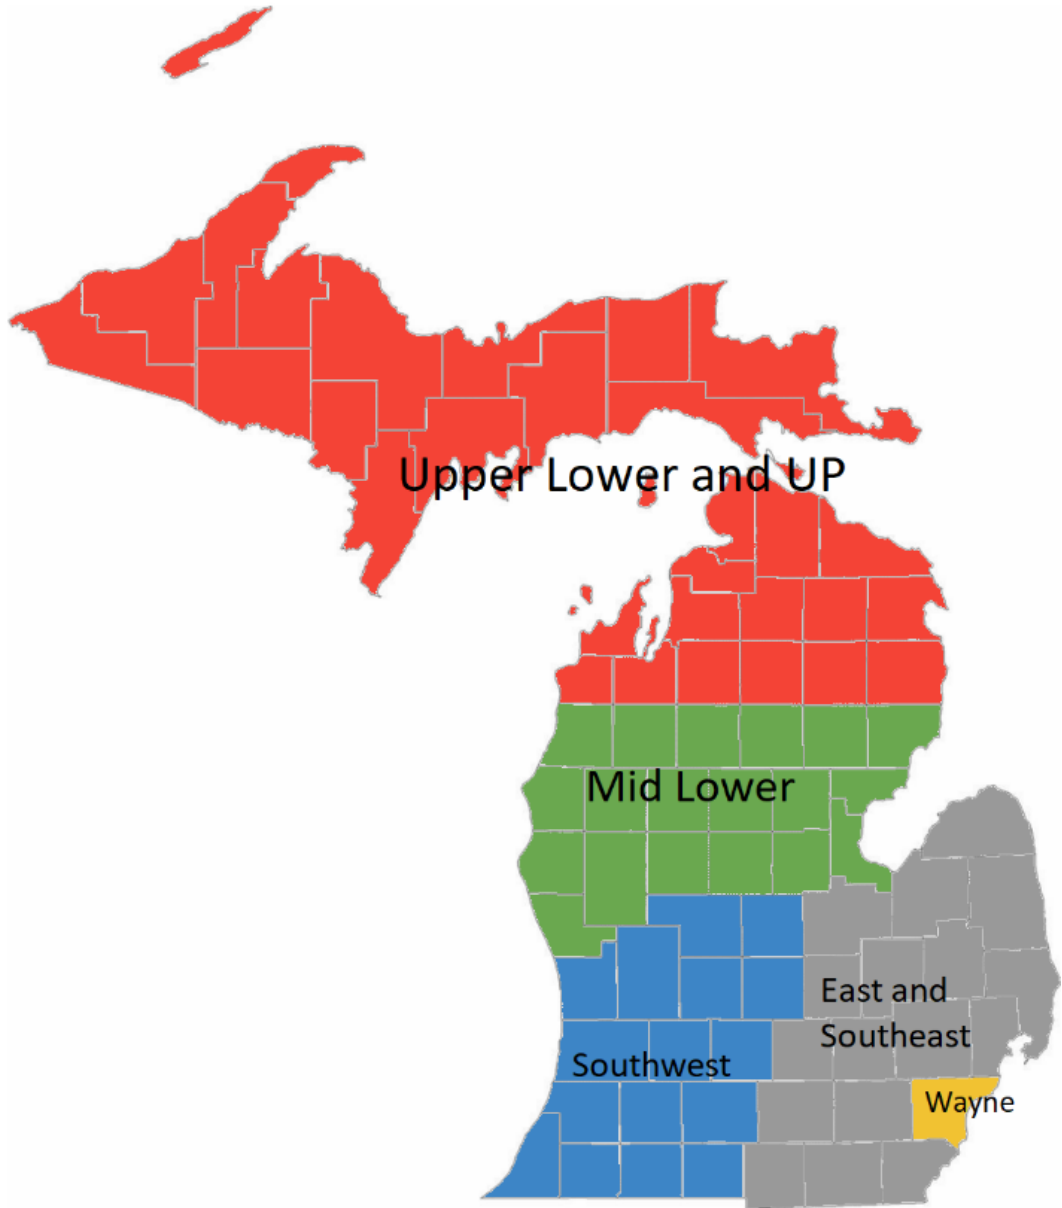 Upper Lower and UP
Mid Lower
East and
Southeast
Southwest
Wayne